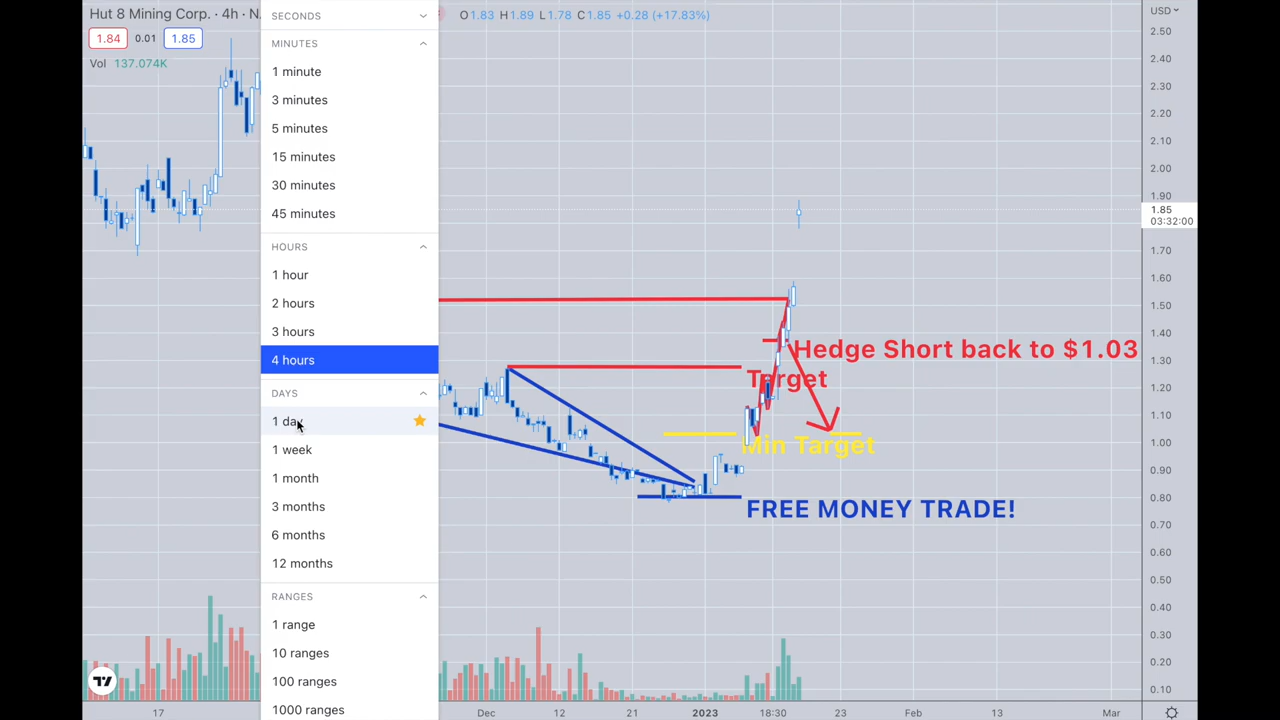 Hut 8 Mining Corp. · 4h · N.
O1.83 H1.89 L1.78 C1.85 +0.28 (+17.83%)
1.84 0.01 1.85
Vol 137.074K
SECONDS
MINUTES
1 minute
3 minutes
5 minutes
15 minutes
30 minutes
45 minutes
HOURS
1 hour
2 hours
3 hours
4 hours
DAYS
1 day
1 week
1 month
3 months
6 months
12 months
RANGES
1 range
10 ranges
100 ranges
1000 ranges
Hedge Short back to $1.03
Target
Min Target
FREE MONEY TRADE!
USD
2.50
2.40
2.30
2.20
2.10
2.00
1.90
1.85
03:32:00
1.70
1.60
1.50
1.40
1.30
1.20
1.10
1.00
0.90
0.80
0.70
0.60
0.50
0.40
0.30
0.20
0.10
17 Dec 12 21 2023 18:30 23 Feb 13 Mar